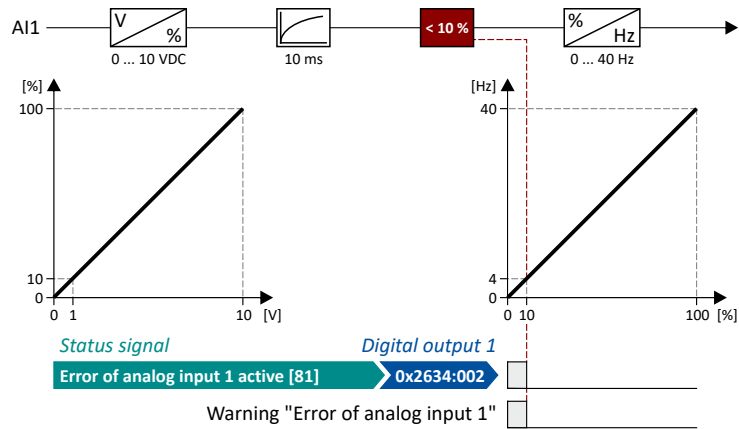 AI1
V
%
0 ... 10 VDC
10 ms
< 10 %
%
Hz
0 ... 40 Hz
[%]
100
10
0
0 1 10 [V]
[Hz]
40
4
0
0 10 100 [%]
Status signal Digital output 1
Error of analog input 1 active [81] 0x2634:002
Warning "Error of analog input 1"